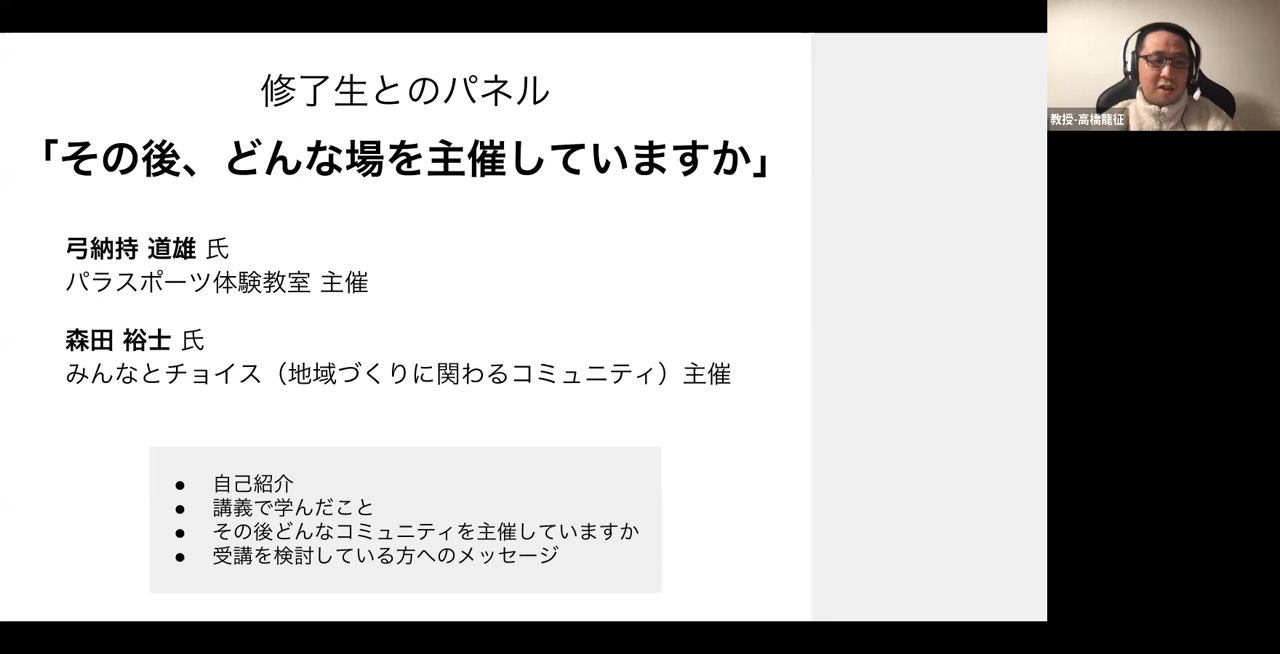 修了生とのパネル
「その後、どんな場を主催していますか」
弓納持 道雄 氏
パラスポーツ体験教室 主催
森田 裕士 氏
みんなとチョイス（地域づくりに関わるコミュニティ）主催
● 自己紹介
● 講義で学んだこと
● その後どんなコミュニティを主催していますか
● 受講を検討している方へのメッセージ
教授-高橋龍征